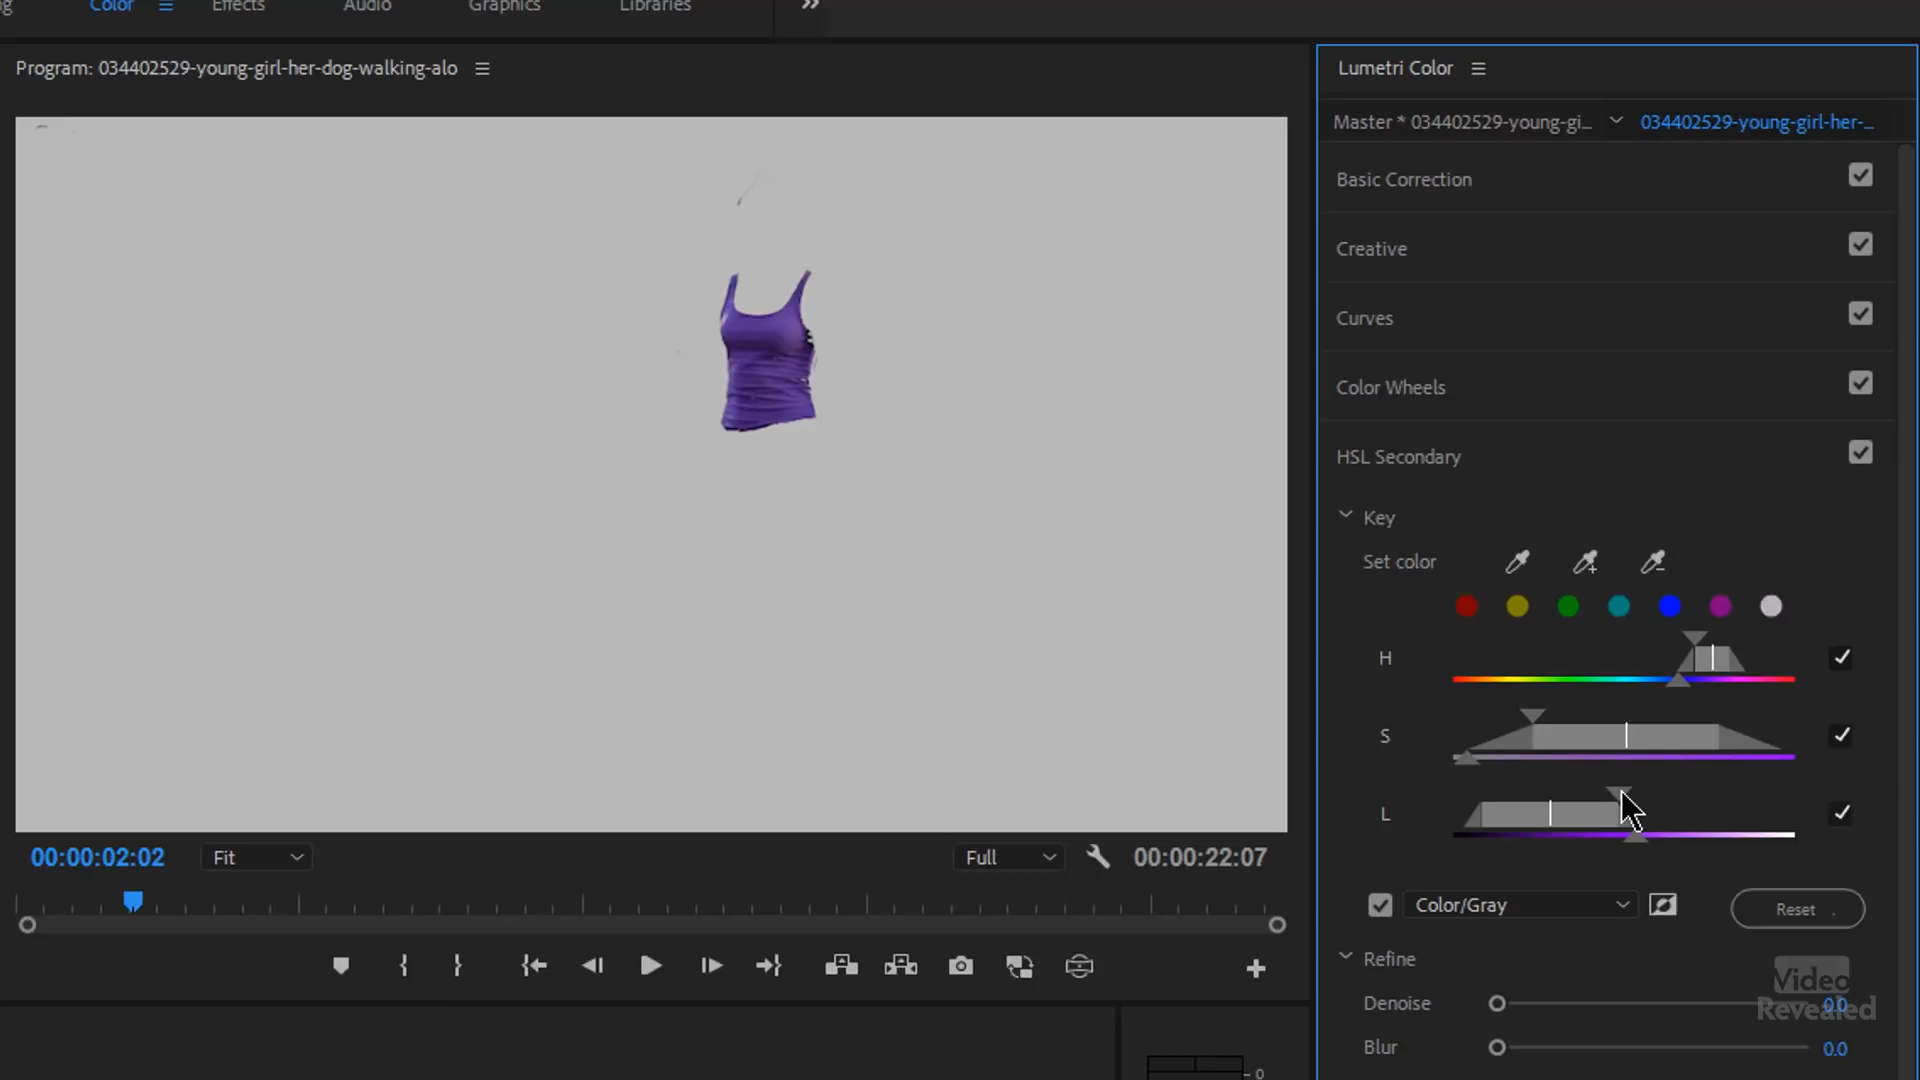 Color
Effects
Audio
Graphics
Libraries
Program: 034402529-young-girl-her-dog-walking-alo
Lumetri Color
Master * 034402529-young-gi...
034402529-young-girl-her-...
Basic Correction
Creative
Curves
Color Wheels
HSL Secondary
Key
Set color
H
S
L
00:00:02:02
Fit
Full
00:00:22:07
Color/Gray
Reset
Refine
Denoise
0.0
Video
Revealed
Blur
0.0
0